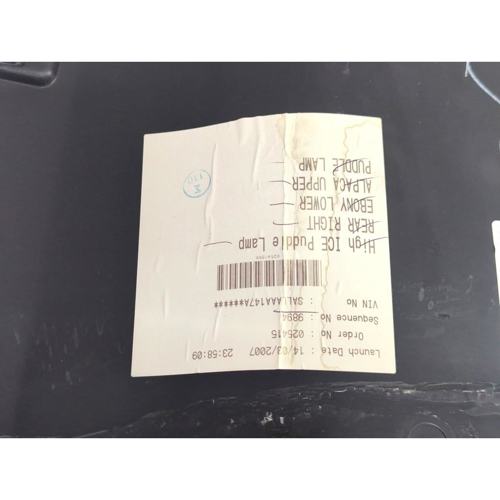 Launch Date : 14/03/2007 23:58:09
Order No : 025415
Sequence No : 9894
VIN No : SALLAAA147A******
High ICE Puddle Lamp
REAR RIGHT
EBONY LOWER
ALPACA UPPER
PUDDLE LAMP